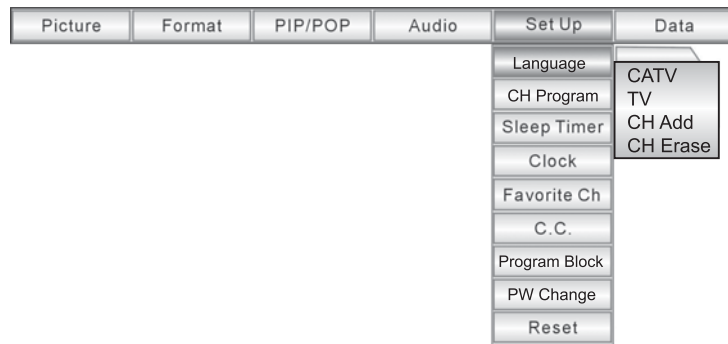 Picture Format PIP/POP Audio Set Up Data
Language
CH Program
Sleep Timer
Clock
Favorite Ch
C.C.
Program Block
PW Change
Reset
CATV
TV
CH Add
CH Erase